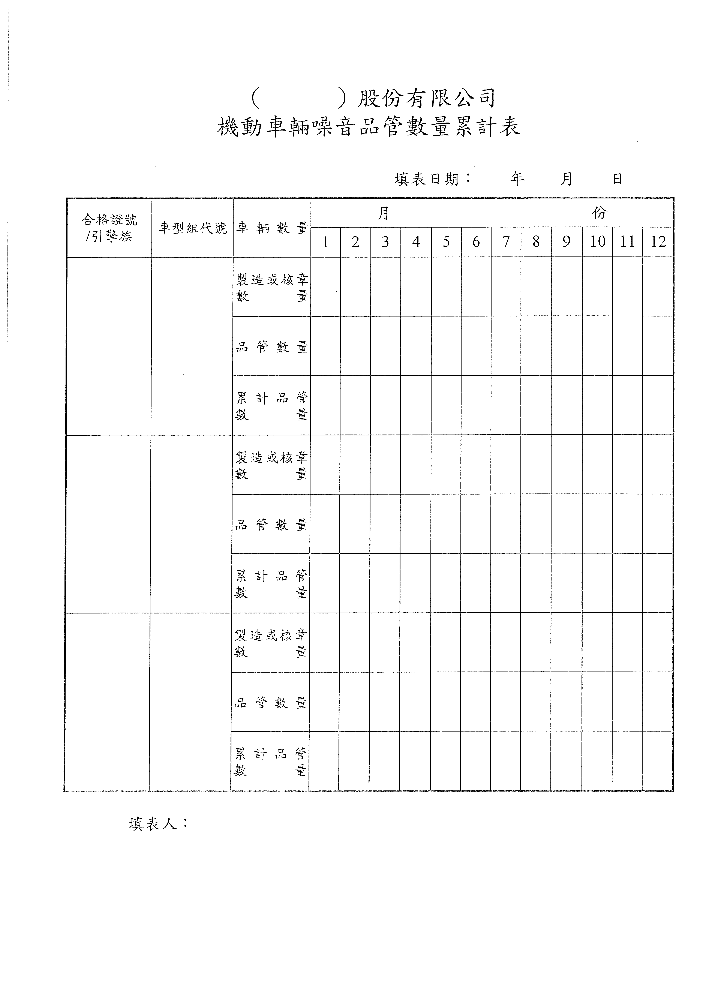 （　　　）股份有限公司
機動車輛噪音品管數量累計表
填表日期：　　年　　月　　日
合格證號
/引擎族
車型組代號
車輛數量
月　　份
1 2 3 4 5 6 7 8 9 10 11 12
製造或核章
數量
品管數量
累計品管
數量
製造或核章
數量
品管數量
累計品管
數量
製造或核章
數量
品管數量
累計品管
數量
填表人：